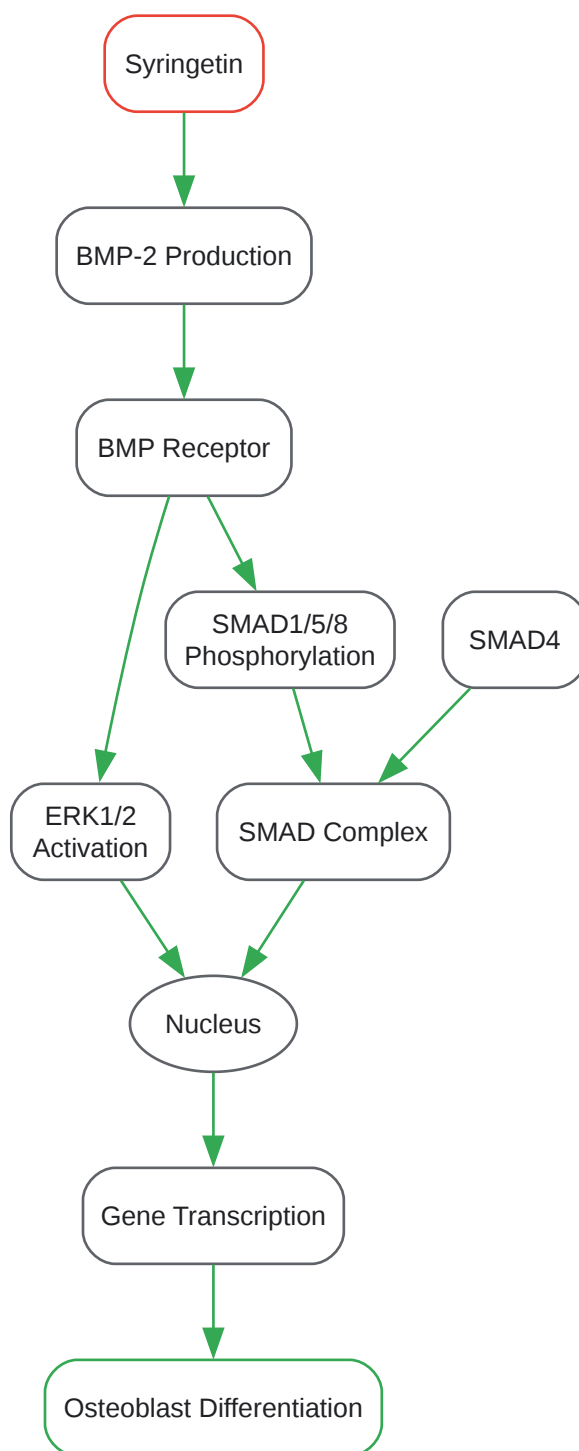 Syringetin
BMP-2 Production
BMP Receptor
SMAD1/5/8
Phosphorylation
SMAD4
ERK1/2
Activation
SMAD Complex
Nucleus
Gene Transcription
Osteoblast Differentiation